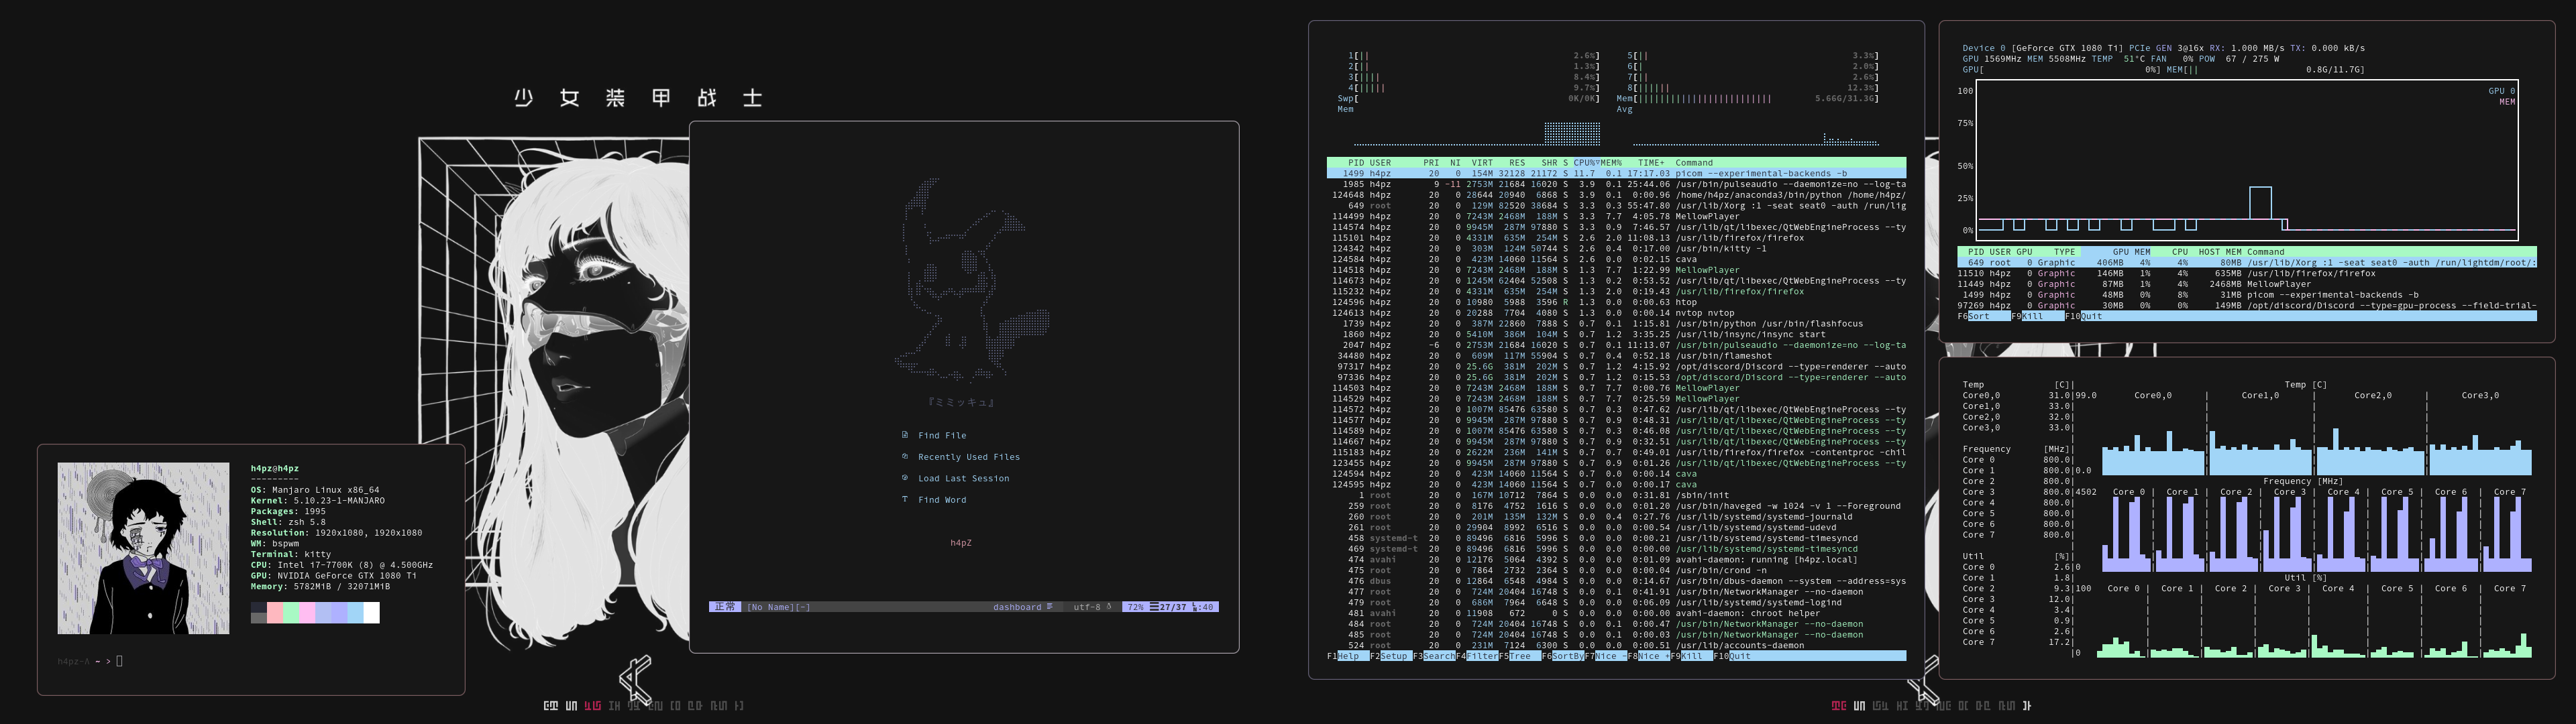 少女装甲战士
h4pz@h4pz
---------
OS: Manjaro Linux x86_64
Kernel: 5.10.23-1-MANJARO
Packages: 1995
Shell: zsh 5.8
Resolution: 1920x1080, 1920x1080
WM: bspwm
Terminal: kitty
CPU: Intel i7-7700K (8) @ 4.500GHz
GPU: NVIDIA GeForce GTX 1080 Ti
Memory: 5782MiB / 32071MiB
h4pz-Λ ~ >
『ミミッキュ』
Find File
Recently Used Files
Load Last Session
Find Word
h4pZ
正常 [No Name][-] dashboard utf-8 72% 27/37 :40
1[|| 2.6%] 5[|| 3.3%]
2[|| 1.3%] 6[| 2.0%]
3[|||| 8.4%] 7[|| 2.6%]
4[||||| 9.7%] 8[|||||| 12.3%]
Swp[ 0K/0K] Mem[||||||||||||||||||||||||| 5.66G/31.3G]
Mem Avg
PID USER PRI NI VIRT RES SHR S CPU%▽MEM% TIME+ Command
1499 h4pz 20 0 154M 32128 21172 S 11.7 0.1 17:17.03 picom --experimental-backends -b
1985 h4pz 9 -11 2753M 21684 16020 S 3.9 0.1 25:44.06 /usr/bin/pulseaudio --daemonize=no --log-ta
124648 h4pz 20 0 28644 20940 6868 S 3.9 0.1 0:00.96 /home/h4pz/anaconda3/bin/python /home/h4pz/
649 root 20 0 129M 82520 38684 S 3.3 0.3 55:47.80 /usr/lib/Xorg :1 -seat seat0 -auth /run/lig
114499 h4pz 20 0 7243M 2468M 188M S 3.3 7.7 4:05.78 MellowPlayer
114574 h4pz 20 0 9945M 287M 97880 S 3.3 0.9 7:46.57 /usr/lib/qt/libexec/QtWebEngineProcess --ty
115101 h4pz 20 0 4331M 635M 254M S 2.6 2.0 11:08.13 /usr/lib/firefox/firefox
124342 h4pz 20 0 303M 124M 50744 S 2.6 0.4 0:17.00 /usr/bin/kitty -1
124584 h4pz 20 0 423M 14060 11564 S 2.6 0.0 0:02.15 cava
114518 h4pz 20 0 7243M 2468M 188M S 1.3 7.7 1:22.99 MellowPlayer
114673 h4pz 20 0 1245M 62404 52508 S 1.3 0.2 0:53.52 /usr/lib/qt/libexec/QtWebEngineProcess --ty
115232 h4pz 20 0 4331M 635M 254M S 1.3 2.0 0:19.43 /usr/lib/firefox/firefox
124596 h4pz 20 0 10980 5988 3596 R 1.3 0.0 0:00.63 htop
124613 h4pz 20 0 20288 7704 4080 S 1.3 0.0 0:00.14 nvtop nvtop
1739 h4pz 20 0 387M 22860 7888 S 0.7 0.1 1:15.81 /usr/bin/python /usr/bin/flashfocus
1860 h4pz 20 0 5410M 386M 104M S 0.7 1.2 3:35.25 /usr/lib/insync/insync start
2047 h4pz -6 0 2753M 21684 16020 S 0.7 0.1 11:13.07 /usr/bin/pulseaudio --daemonize=no --log-ta
34480 h4pz 20 0 609M 117M 55904 S 0.7 0.4 0:52.18 /usr/bin/flameshot
97317 h4pz 20 0 25.6G 381M 202M S 0.7 1.2 4:15.92 /opt/discord/Discord --type=renderer --auto
97336 h4pz 20 0 25.6G 381M 202M S 0.7 1.2 0:15.53 /opt/discord/Discord --type=renderer --auto
114503 h4pz 20 0 7243M 2468M 188M S 0.7 7.7 0:00.76 MellowPlayer
114529 h4pz 20 0 7243M 2468M 188M S 0.7 7.7 0:25.59 MellowPlayer
114572 h4pz 20 0 1007M 85476 63580 S 0.7 0.3 0:47.62 /usr/lib/qt/libexec/QtWebEngineProcess --ty
114577 h4pz 20 0 9945M 287M 97880 S 0.7 0.9 0:48.31 /usr/lib/qt/libexec/QtWebEngineProcess --ty
114589 h4pz 20 0 1007M 85476 63580 S 0.7 0.3 0:46.08 /usr/lib/qt/libexec/QtWebEngineProcess --ty
114667 h4pz 20 0 9945M 287M 97880 S 0.7 0.9 0:32.51 /usr/lib/qt/libexec/QtWebEngineProcess --ty
115183 h4pz 20 0 2622M 236M 141M S 0.7 0.7 0:49.01 /usr/lib/firefox/firefox -contentproc -chil
123455 h4pz 20 0 9945M 287M 97880 S 0.7 0.9 0:01.26 /usr/lib/qt/libexec/QtWebEngineProcess --ty
124594 h4pz 20 0 423M 14060 11564 S 0.7 0.0 0:00.14 cava
124595 h4pz 20 0 423M 14060 11564 S 0.7 0.0 0:00.17 cava
1 root 20 0 167M 10712 7864 S 0.0 0.0 0:31.81 /sbin/init
259 root 20 0 8176 4752 1616 S 0.0 0.0 0:01.20 /usr/bin/haveged -w 1024 -v 1 --Foreground
260 root 20 0 201M 135M 132M S 0.0 0.4 0:27.76 /usr/lib/systemd/systemd-journald
261 root 20 0 29904 8992 6516 S 0.0 0.0 0:00.54 /usr/lib/systemd/systemd-udevd
458 systemd-t 20 0 89496 6816 5996 S 0.0 0.0 0:00.21 /usr/lib/systemd/systemd-timesyncd
469 systemd-t 20 0 89496 6816 5996 S 0.0 0.0 0:00.00 /usr/lib/systemd/systemd-timesyncd
474 avahi 20 0 12176 5064 4392 S 0.0 0.0 0:01.09 avahi-daemon: running [h4pz.local]
475 root 20 0 7864 2732 2364 S 0.0 0.0 0:00.04 /usr/bin/crond -n
476 dbus 20 0 12864 6548 4984 S 0.0 0.0 0:14.67 /usr/bin/dbus-daemon --system --address=sys
477 root 20 0 724M 20404 16748 S 0.0 0.1 0:41.91 /usr/bin/NetworkManager --no-daemon
479 root 20 0 686M 7964 6648 S 0.0 0.0 0:06.09 /usr/lib/systemd/systemd-logind
481 avahi 20 0 11908 672 0 S 0.0 0.0 0:00.00 avahi-daemon: chroot helper
484 root 20 0 724M 20404 16748 S 0.0 0.1 0:00.47 /usr/bin/NetworkManager --no-daemon
485 root 20 0 724M 20404 16748 S 0.0 0.1 0:00.03 /usr/bin/NetworkManager --no-daemon
524 root 20 0 231M 7124 6300 S 0.0 0.0 0:00.51 /usr/lib/accounts-daemon
F1Help F2Setup F3SearchF4FilterF5Tree F6SortByF7Nice -F8Nice +F9Kill F10Quit
Device 0 [GeForce GTX 1080 Ti] PCIe GEN 3@16x RX: 1.000 MB/s TX: 0.000 kB/s
GPU 1569MHz MEM 5508MHz TEMP 51°C FAN 0% POW 67 / 275 W
GPU[ 0%] MEM[|| 0.8G/11.7G]
100 GPU 0
MEM
75%
50%
25%
0%
PID USER GPU TYPE GPU MEM CPU HOST MEM Command
649 root 0 Graphic 406MB 4% 4% 80MB /usr/lib/Xorg :1 -seat seat0 -auth /run/lightdm/root/:
11510 h4pz 0 Graphic 146MB 1% 4% 635MB /usr/lib/firefox/firefox
11449 h4pz 0 Graphic 87MB 1% 4% 2468MB MellowPlayer
1499 h4pz 0 Graphic 48MB 0% 8% 31MB picom --experimental-backends -b
97269 h4pz 0 Graphic 30MB 0% 0% 149MB /opt/discord/Discord --type=gpu-process --field-trial-
F6Sort F9Kill F10Quit
Temp [C]| Temp [C]
Core0,0 31.0|99.0 Core0,0 | Core1,0 | Core2,0 | Core3,0
Core1,0 33.0|
Core2,0 32.0|
Core3,0 33.0|
Frequency [MHz]|
Core 0 800.0|
Core 1 800.0|0.0
Core 2 800.0| Frequency [MHz]
Core 3 800.0|4502 Core 0 | Core 1 | Core 2 | Core 3 | Core 4 | Core 5 | Core 6 | Core 7
Core 4 800.0|
Core 5 800.0|
Core 6 800.0|
Core 7 800.0|
Util [%]|
Core 0 2.6|0
Core 1 1.8| Util [%]
Core 2 9.3|100 Core 0 | Core 1 | Core 2 | Core 3 | Core 4 | Core 5 | Core 6 | Core 7
Core 3 12.0|
Core 4 3.4|
Core 5 0.9|
Core 6 2.6|
Core 7 17.2|
|0